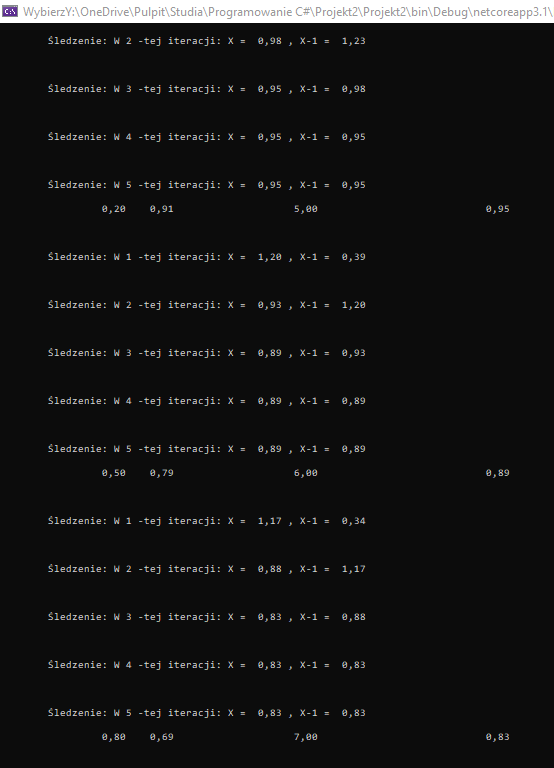 WybierzY:\OneDrive\Pulpit\Studia\Programowanie C#\Projekt2\Projekt2\bin\Debug\netcoreapp3.1\
Śledzenie: W 2 -tej iteracji: X =  0,98 , X-1 =  1,23
Śledzenie: W 3 -tej iteracji: X =  0,95 , X-1 =  0,98
Śledzenie: W 4 -tej iteracji: X =  0,95 , X-1 =  0,95
Śledzenie: W 5 -tej iteracji: X =  0,95 , X-1 =  0,95
0,20 0,91 5,00 0,95
Śledzenie: W 1 -tej iteracji: X =  1,20 , X-1 =  0,39
Śledzenie: W 2 -tej iteracji: X =  0,93 , X-1 =  1,20
Śledzenie: W 3 -tej iteracji: X =  0,89 , X-1 =  0,93
Śledzenie: W 4 -tej iteracji: X =  0,89 , X-1 =  0,89
Śledzenie: W 5 -tej iteracji: X =  0,89 , X-1 =  0,89
0,50 0,79 6,00 0,89
Śledzenie: W 1 -tej iteracji: X =  1,17 , X-1 =  0,34
Śledzenie: W 2 -tej iteracji: X =  0,88 , X-1 =  1,17
Śledzenie: W 3 -tej iteracji: X =  0,83 , X-1 =  0,88
Śledzenie: W 4 -tej iteracji: X =  0,83 , X-1 =  0,83
Śledzenie: W 5 -tej iteracji: X =  0,83 , X-1 =  0,83
0,80 0,69 7,00 0,83